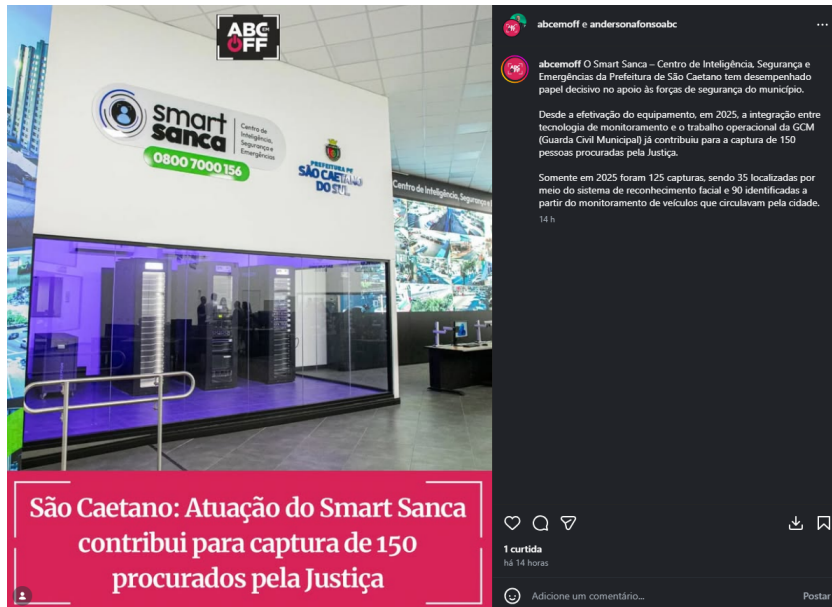 ABC EM
OFF
smart
sanca
Centro de
Inteligência,
Segurança e
Emergências
0800 7000 156
PREFEITURA DE
SÃO CAETANO
DO SUL
Centro de Inteligência, Segurança e
São Caetano: Atuação do Smart Sanca
contribui para captura de 150
procurados pela Justiça
abcemoff e andersonafonsoabc
abcemoff O Smart Sanca – Centro de Inteligência, Segurança e
Emergências da Prefeitura de São Caetano tem desempenhado
papel decisivo no apoio às forças de segurança do município.
Desde a efetivação do equipamento, em 2025, a integração entre
tecnologia de monitoramento e o trabalho operacional da GCM
(Guarda Civil Municipal) já contribuiu para a captura de 150
pessoas procuradas pela Justiça.
Somente em 2025 foram 125 capturas, sendo 35 localizadas por
meio do sistema de reconhecimento facial e 90 identificadas a
partir do monitoramento de veículos que circulavam pela cidade.
14 h
1 curtida
há 14 horas
Adicione um comentário...
Postar